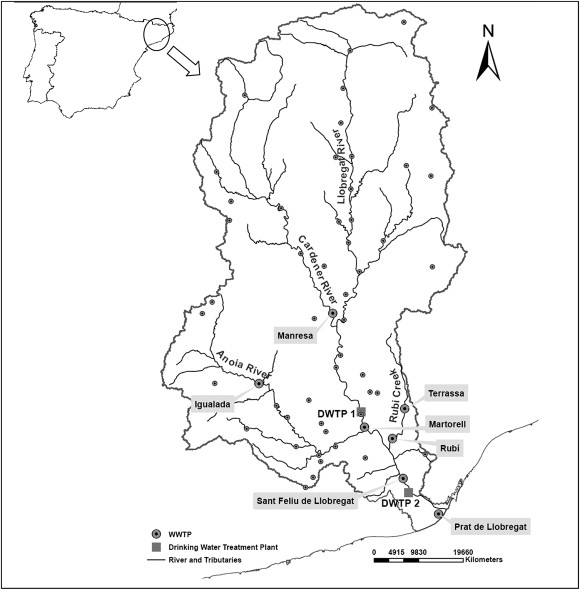 N
Llobregat River
Cardener River
Manresa
Anoia River
Igualada
Rubí Creek
Terrassa
DWTP 1
Martorell
Rubí
Sant Feliu de Llobregat
DWTP 2
Prat de Llobregat
WWTP
Drinking Water Treatment Plant
River and Tributaries
0 4915 9830 19660
Kilometers